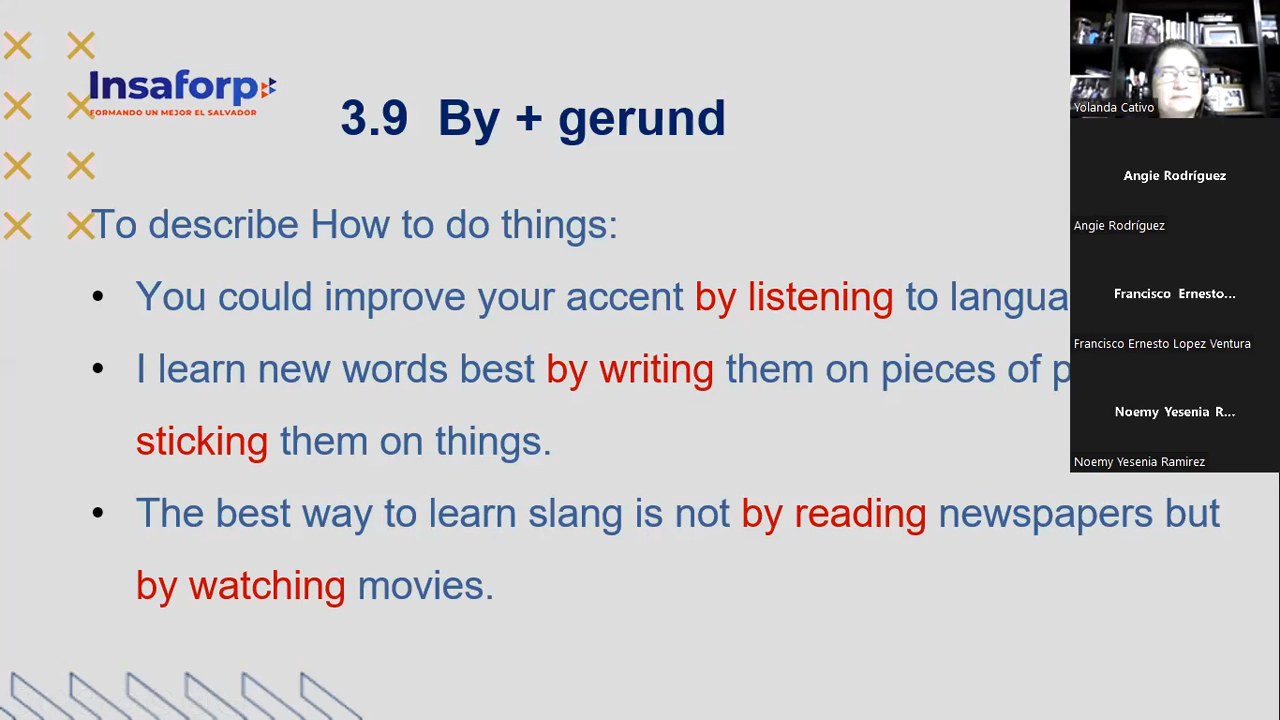 Insaforp
FORMANDO UN MEJOR EL SALVADOR
3.9 By + gerund
To describe How to do things:
• You could improve your accent by listening to langua
• I learn new words best by writing them on pieces of p
sticking them on things.
• The best way to learn slang is not by reading newspapers but
by watching movies.
Yolanda Cativo
Angie Rodríguez
Angie Rodríguez
Francisco Ernesto...
Francisco Ernesto Lopez Ventura
Noemy Yesenia R...
Noemy Yesenia Ramirez